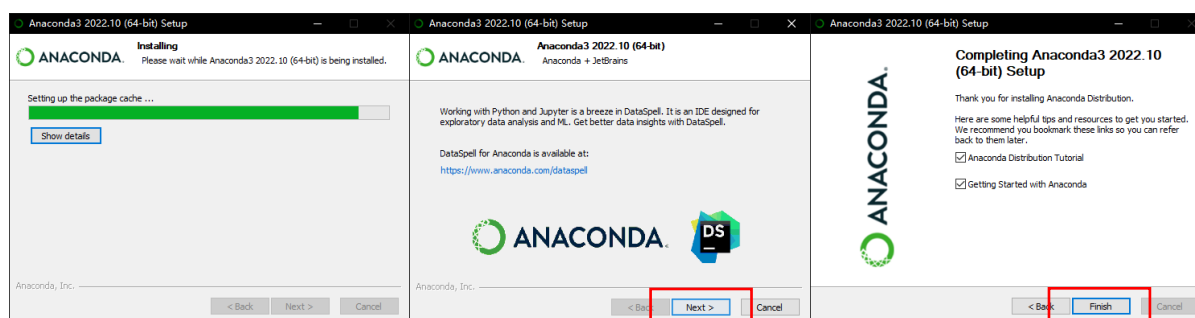 Anaconda3 2022.10 (64-bit) Setup
ANACONDA.
Installing
Please wait while Anaconda3 2022.10 (64-bit) is being installed.
Setting up the package cache ...
Show details
Anaconda, Inc.
< Back
Next >
Cancel
Anaconda3 2022.10 (64-bit) Setup
ANACONDA.
Anaconda3 2022.10 (64-bit)
Anaconda + JetBrains
Working with Python and Jupyter is a breeze in DataSpell. It is an IDE designed for
exploratory data analysis and ML. Get better data insights with DataSpell.
DataSpell for Anaconda is available at:
https://www.anaconda.com/dataspell
ANACONDA.
DS
Anaconda, Inc.
< Back
Next >
Cancel
Anaconda3 2022.10 (64-bit) Setup
ANACONDA.
Completing Anaconda3 2022.10
(64-bit) Setup
Thank you for installing Anaconda Distribution.
Here are some helpful tips and resources to get you started.
We recommend you bookmark these links so you can refer
back to them later.
Anaconda Distribution Tutorial
Getting Started with Anaconda
< Back
Finish
Cancel